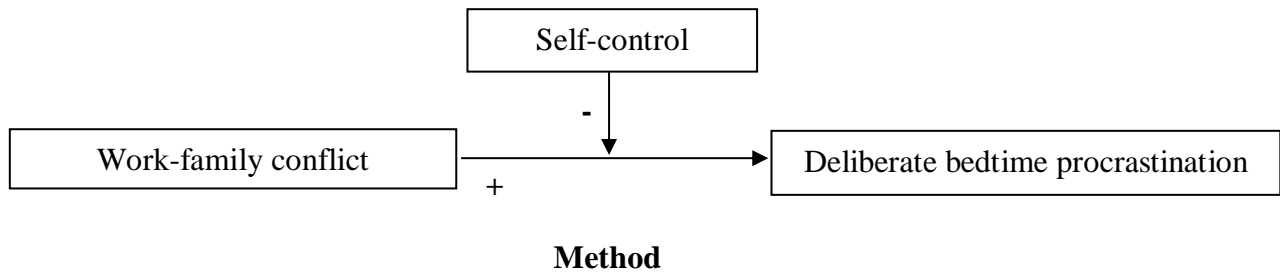 Self-control
-
Work-family conflict
Deliberate bedtime procrastination
+
Method